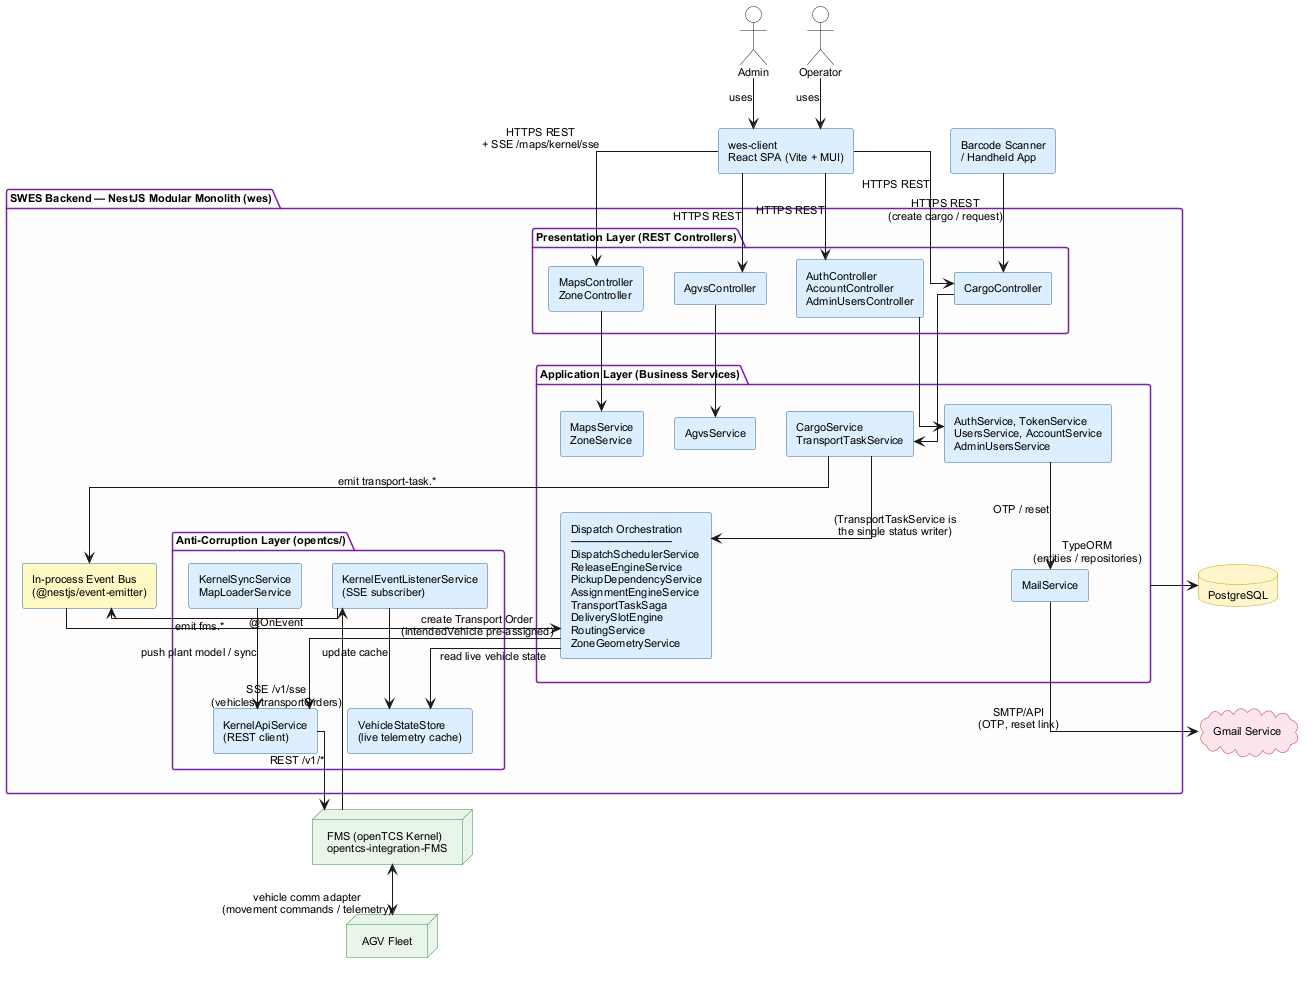 Admin
Operator
uses
uses
HTTPS REST
+ SSE /maps/kernel/sse
wes-client
React SPA (Vite + MUI)
Barcode Scanner
/ Handheld App
HTTPS REST
HTTPS REST
HTTPS REST
HTTPS REST
(create cargo / request)
SWES Backend — NestJS Modular Monolith (wes)
Presentation Layer (REST Controllers)
MapsController
ZoneController
AgvsController
AuthController
AccountController
AdminUsersController
CargoController
Application Layer (Business Services)
MapsService
ZoneService
AgvsService
CargoService
TransportTaskService
AuthService, TokenService
UsersService, AccountService
AdminUsersService
emit transport-task.*
OTP / reset
(TransportTaskService is
the single status writer)
Dispatch Orchestration
DispatchSchedulerService
ReleaseEngineService
PickupDependencyService
AssignmentEngineService
TransportTaskSaga
DeliverySlotEngine
RoutingService
ZoneGeometryService
TypeORM
(entities / repositories)
MailService
PostgreSQL
Anti-Corruption Layer (opentcs/)
In-process Event Bus
(@nestjs/event-emitter)
KernelSyncService
MapLoaderService
KernelEventListenerService
(SSE subscriber)
emit fms.*
@OnEvent
create Transport Order
(intendedVehicle pre-assigned)
push plant model / sync
update cache
read live vehicle state
SSE /v1/sse
(vehicles/transportOrders)
KernelApiService
(REST client)
VehicleStateStore
(live telemetry cache)
SMTP/API
(OTP, reset link)
Gmail Service
REST /v1/*
FMS (openTCS Kernel)
opentcs-integration-FMS
vehicle comm adapter
(movement commands / telemetry)
AGV Fleet